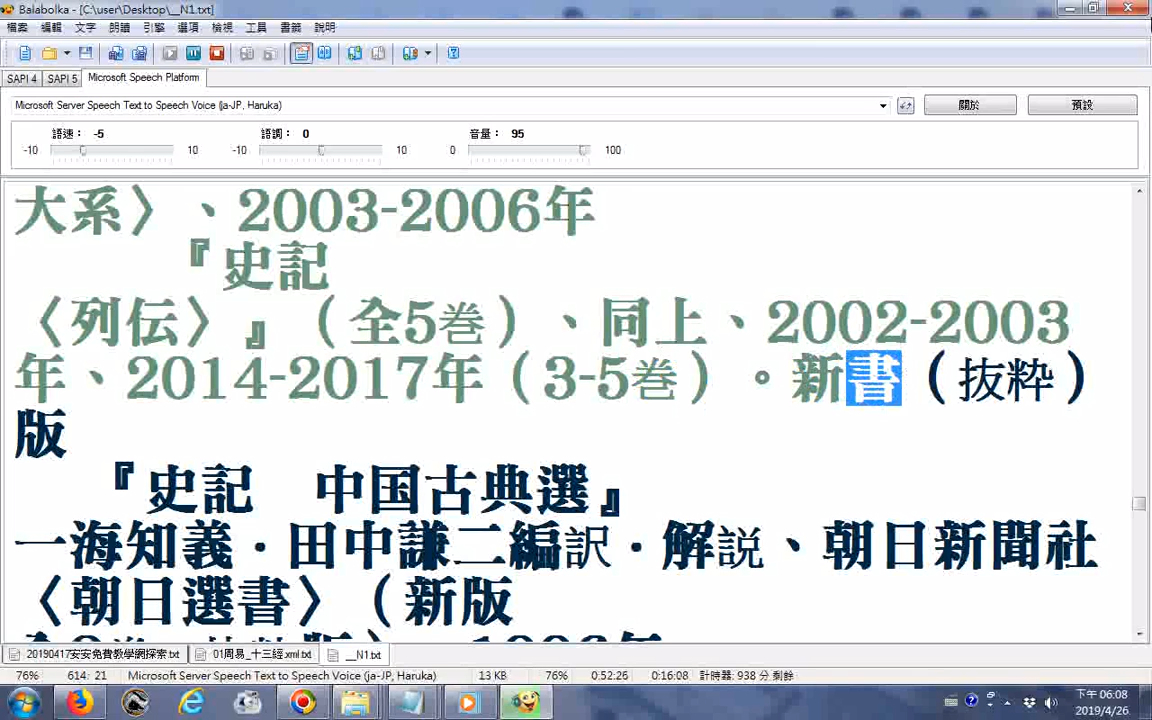 Balabolka - [C:\user\Desktop\__N1.txt]
檔案 編輯 文字 朗讀 引擎 選項 檢視 工具 書籤 說明
SAPI 4 SAPI 5 Microsoft Speech Platform
Microsoft Server Speech Text to Speech Voice (ja-JP, Haruka) 關於 預設
語速： -5 語調： 0 音量： 95
-10 10 -10 10 0 100
大系〉、2003-2006年
『史記
〈列伝〉』（全5巻）、同上、2002-2003
年、2014-2017年（3-5巻）。新書（抜粋）
版
『史記　中国古典選』
一海知義・田中謙二編訳・解説、朝日新聞社
〈朝日選書〉（新版
20190417安安免費教學網探索.txt 01周易_十三經.xml.txt __N1.txt
76% 614: 21 Microsoft Server Speech Text to Speech Voice (ja-JP, Haruka) 13 KB 76% 0:52:26 0:16:08 計時器: 938 分 剩餘
下午 06:08
2019/4/26